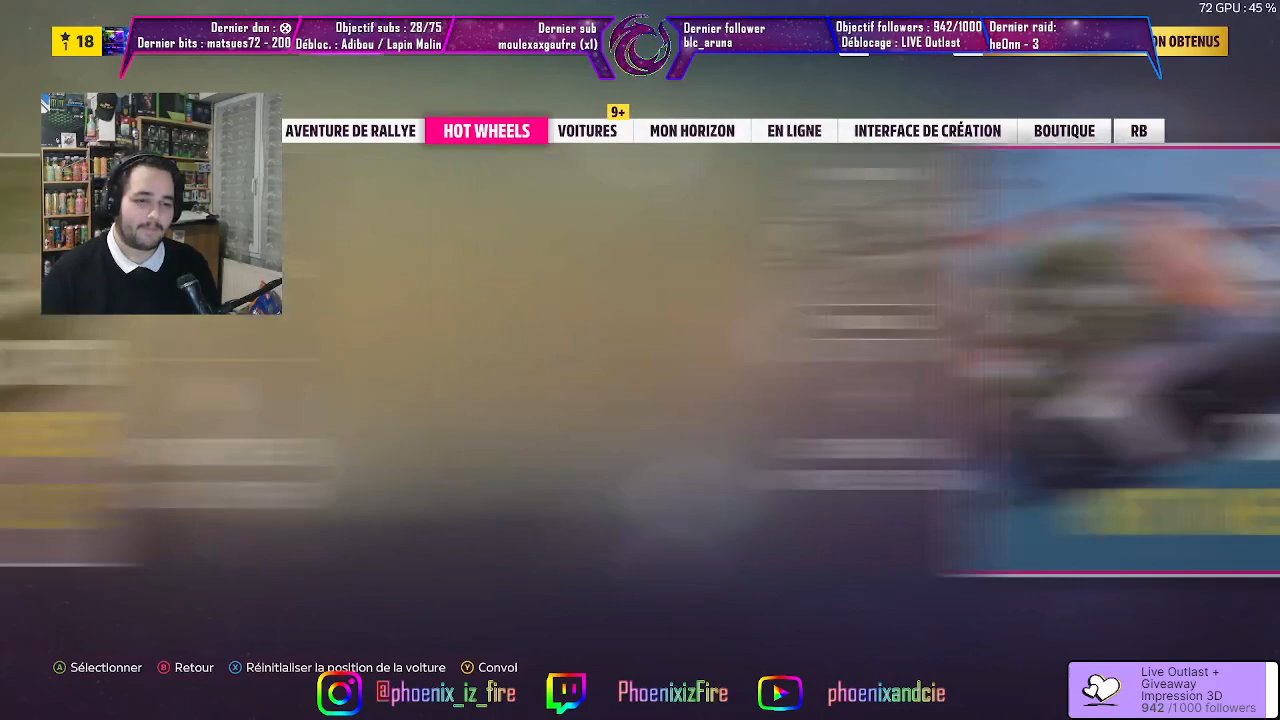 72 GPU : 45 %
1 18
Dernier don : ⊗
Dernier bits : matsues72 - 200
Objectif subs : 28/75
Débloc. : Adibou / Lapin Malin
Dernier sub
moulexaxgaufre (x1)
Dernier follower
blc_aruna
Objectif followers : 942/1000
Déblocage : LIVE Outlast
Dernier raid:
he0nn - 3
ON OBTENUS
9+
AVENTURE DE RALLYE
HOT WHEELS
VOITURES
MON HORIZON
EN LIGNE
INTERFACE DE CRÉATION
BOUTIQUE
RB
A Sélectionner
B Retour
X Réinitialiser la position de la voiture
Y Convoi
@phoenix_iz_fire
PhoenixizFire
phoenixandcie
Live Outlast +
Giveaway
Impression 3D
942 /1000 followers